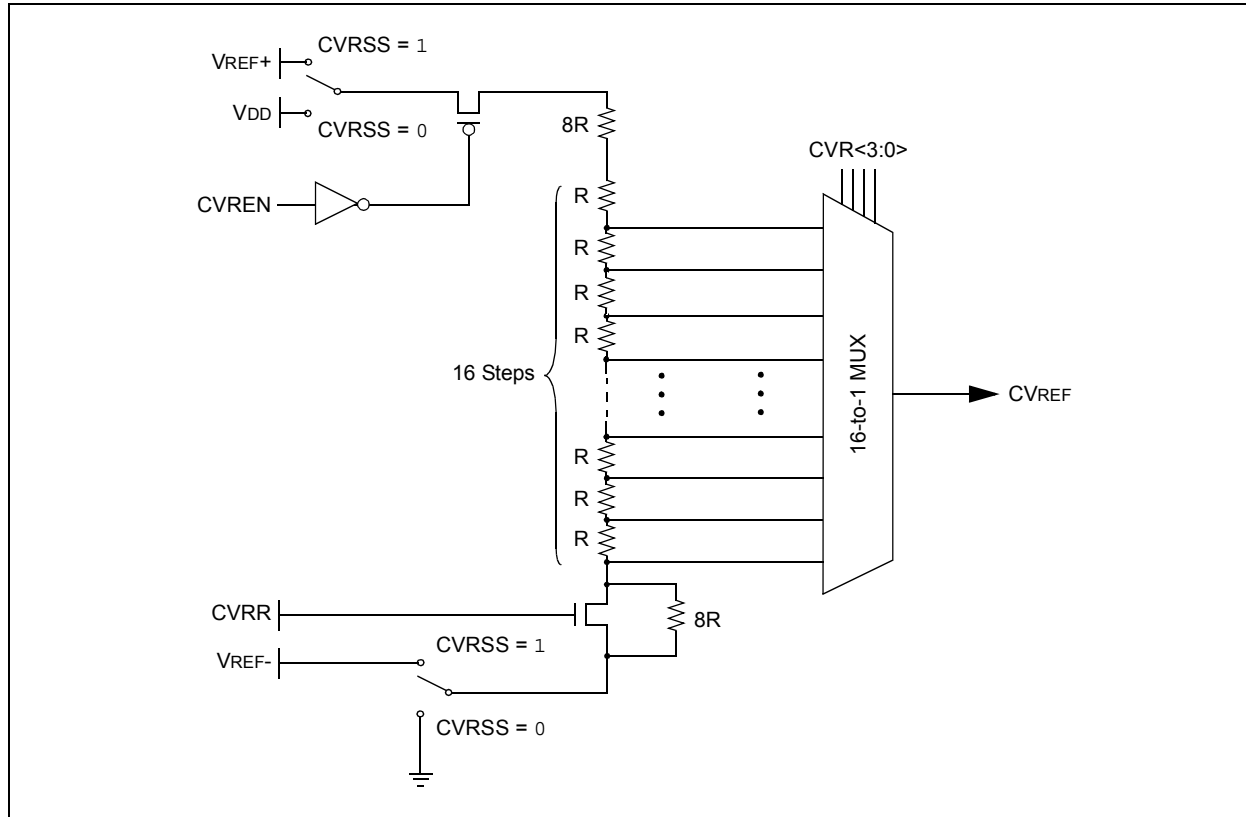 CVRSS = 1
VREF+
VDD
CVRSS = 0
8R
CVR<3:0>
CVREN
R
R
R
R
16 Steps
16-to-1 MUX
CVREF
R
R
R
CVRR
8R
CVRSS = 1
VREF-
CVRSS = 0